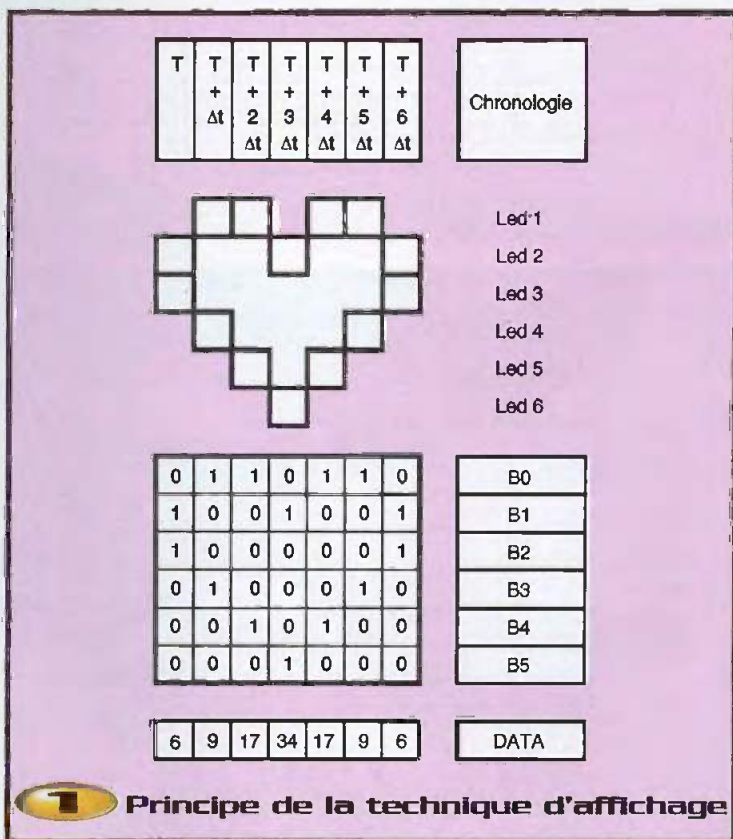 T T T T T T T Chronologie
+ + + + + +
Δt 2 3 4 5 6
Δt Δt Δt Δt Δt
Led 1
Led 2
Led 3
Led 4
Led 5
Led 6
0 1 1 0 1 1 0 B0
1 0 0 1 0 0 1 B1
1 0 0 0 0 0 1 B2
0 1 0 0 0 1 0 B3
0 0 1 0 1 0 0 B4
0 0 0 1 0 0 0 B5
6 9 17 34 17 9 6 DATA
1 Principe de la technique d'affichage